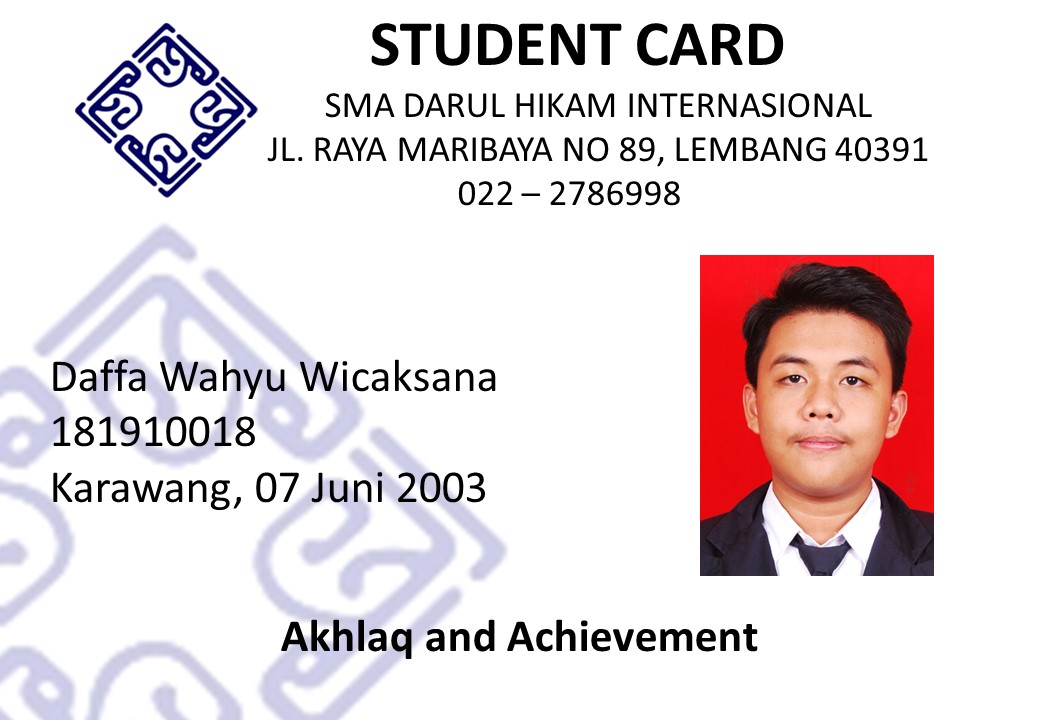 STUDENT CARD
SMA DARUL HIKAM INTERNASIONAL
JL. RAYA MARIBAYA NO 89, LEMBANG 40391
022 – 2786998
Daffa Wahyu Wicaksana
181910018
Karawang, 07 Juni 2003
Akhlaq and Achievement